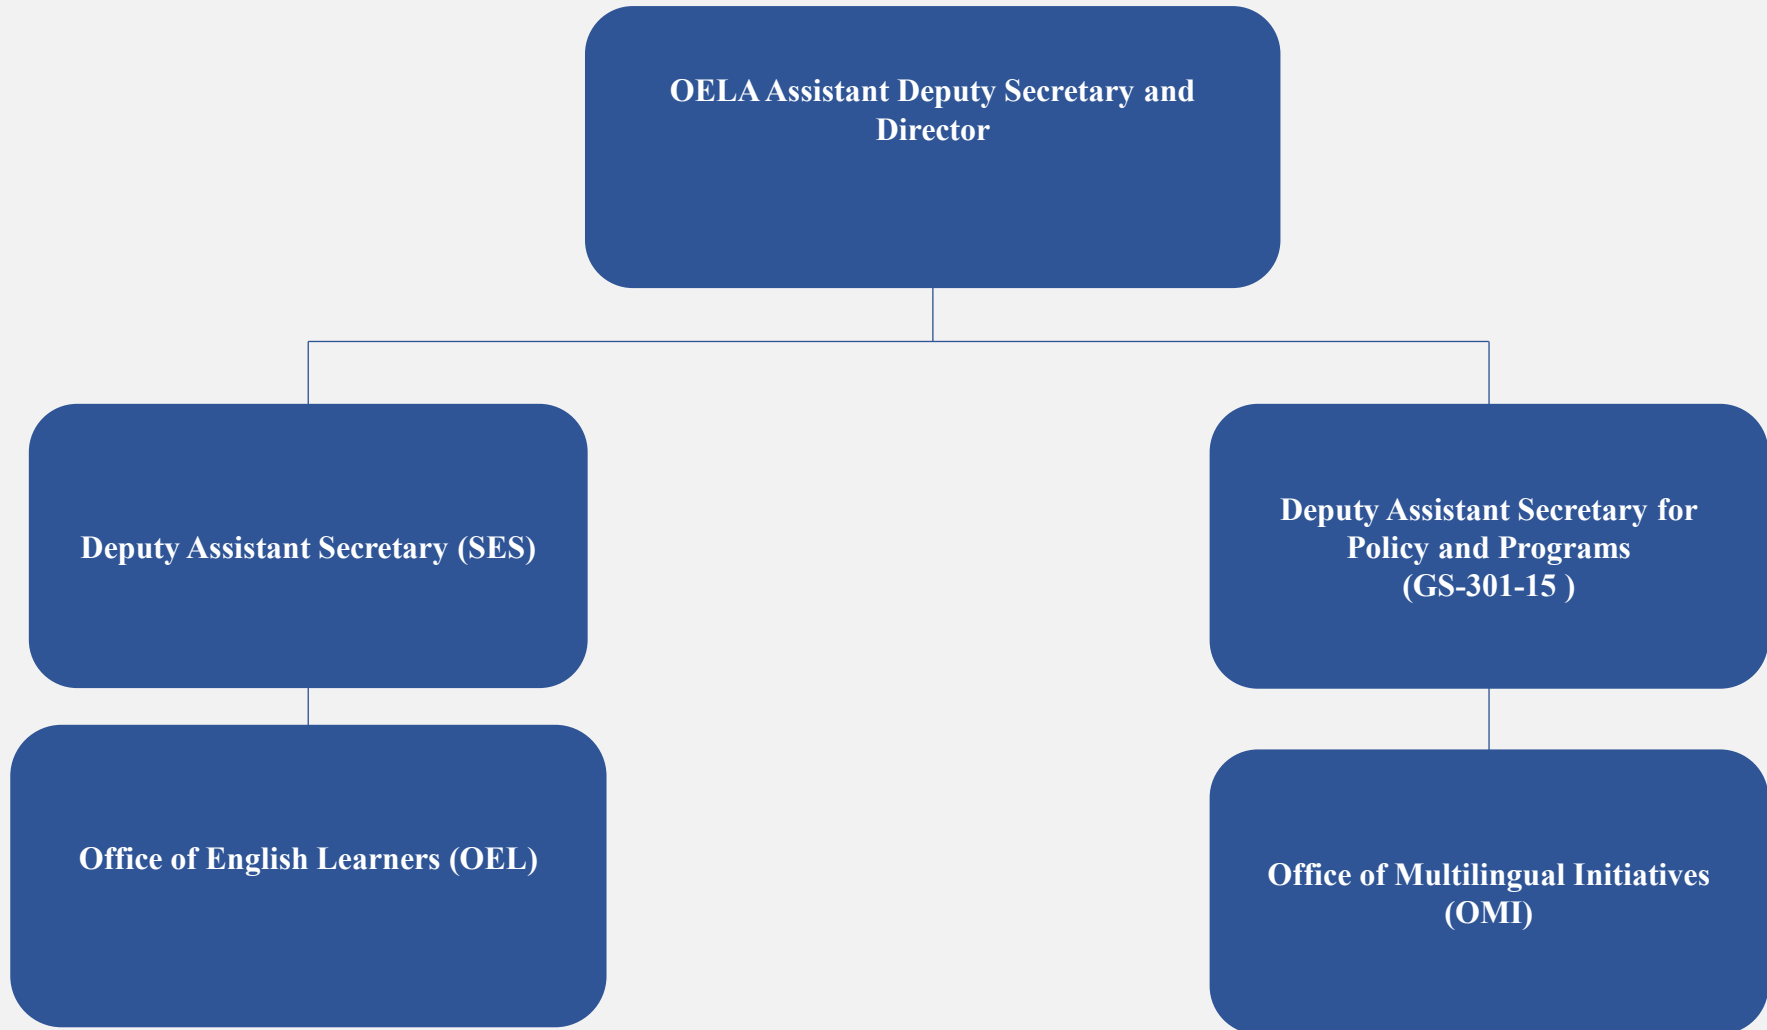 OELA Assistant Deputy Secretary and
Director
Deputy Assistant Secretary (SES)
Deputy Assistant Secretary for
Policy and Programs
(GS-301-15 )
Office of English Learners (OEL)
Office of Multilingual Initiatives
(OMI)